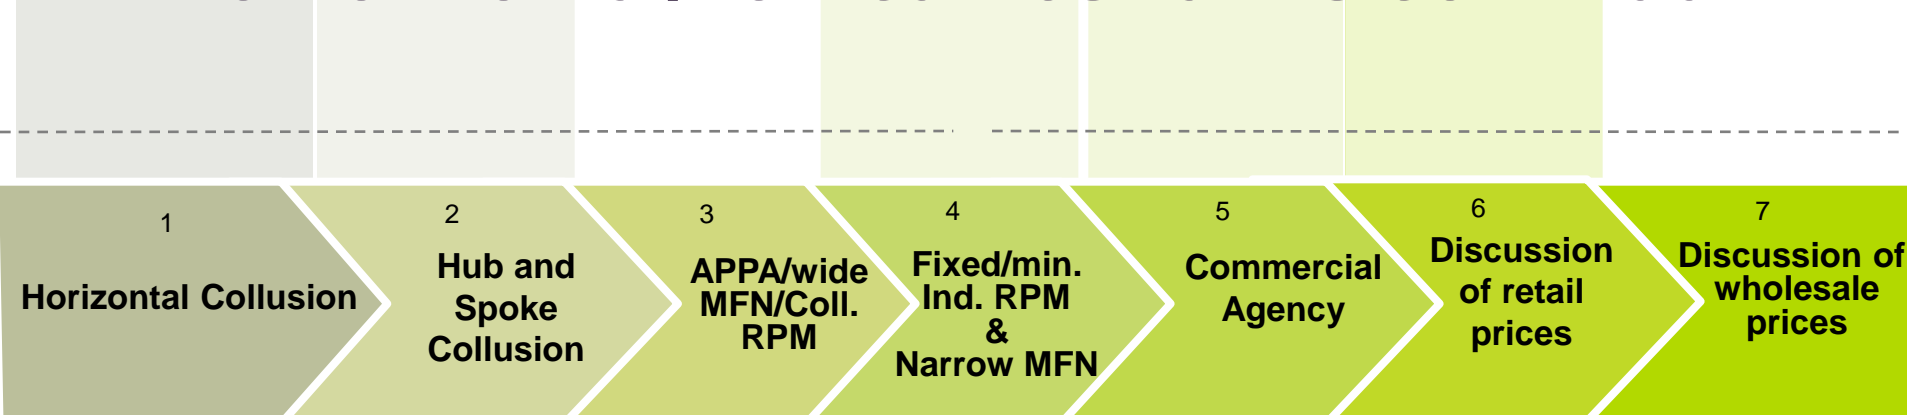 1
Horizontal Collusion
2
Hub and
Spoke
Collusion
3
APPA/wide
MFN/Coll.
RPM
4
Fixed/min.
Ind. RPM
&
Narrow MFN
5
Commercial
Agency
6
Discussion
of retail
prices
7
Discussion of
wholesale
prices